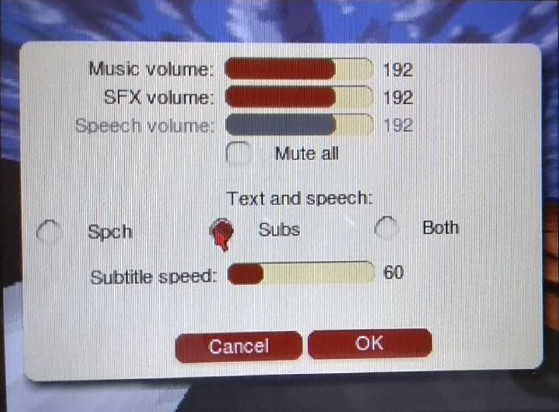 Music volume: 192
SFX volume: 192
Speech volume: 192
Mute all
Text and speech:
Spch Subs Both
Subtitle speed: 60
Cancel OK